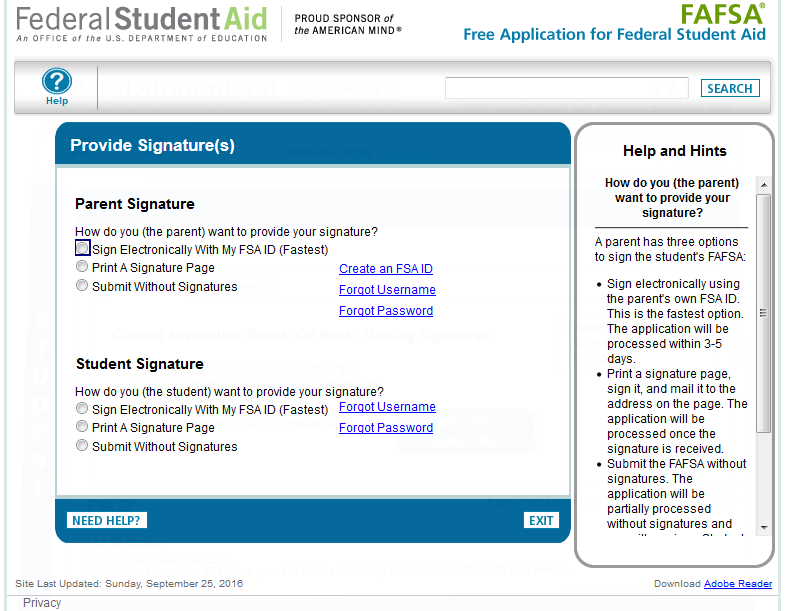 Federal Student Aid
PROUD SPONSOR of
the AMERICAN MIND®
An OFFICE of the U.S. DEPARTMENT of EDUCATION
FAFSA®
Free Application for Federal Student Aid
?
Help
SEARCH
Provide Signature(s)
Parent Signature
How do you (the parent) want to provide your signature?
Sign Electronically With My FSA ID (Fastest)
Print A Signature Page
Create an FSA ID
Submit Without Signatures
Forgot Username
Forgot Password
Student Signature
How do you (the student) want to provide your signature?
Sign Electronically With My FSA ID (Fastest)
Forgot Username
Print A Signature Page
Forgot Password
Submit Without Signatures
NEED HELP?
EXIT
Help and Hints
How do you (the parent)
want to provide your
signature?
A parent has three options
to sign the student's FAFSA:
• Sign electronically using
the parent's own FSA ID.
This is the fastest option.
The application will be
processed within 3-5
days.
• Print a signature page,
sign it, and mail it to the
address on the page. The
application will be
processed once the
signature is received.
• Submit the FAFSA without
signatures. The
application will be
partially processed
without signatures and
Site Last Updated: Sunday, September 25, 2016
Download Adobe Reader
Privacy